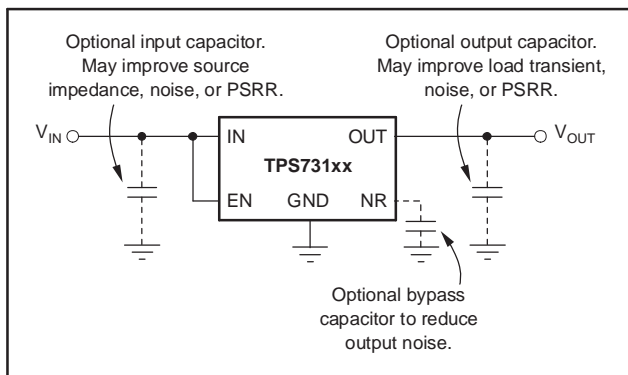 Optional input capacitor.
May improve source
impedance, noise, or PSRR.
Optional output capacitor.
May improve load transient,
noise, or PSRR.
VIN
IN
OUT
VOUT
TPS731xx
EN
GND
NR
Optional bypass
capacitor to reduce
output noise.